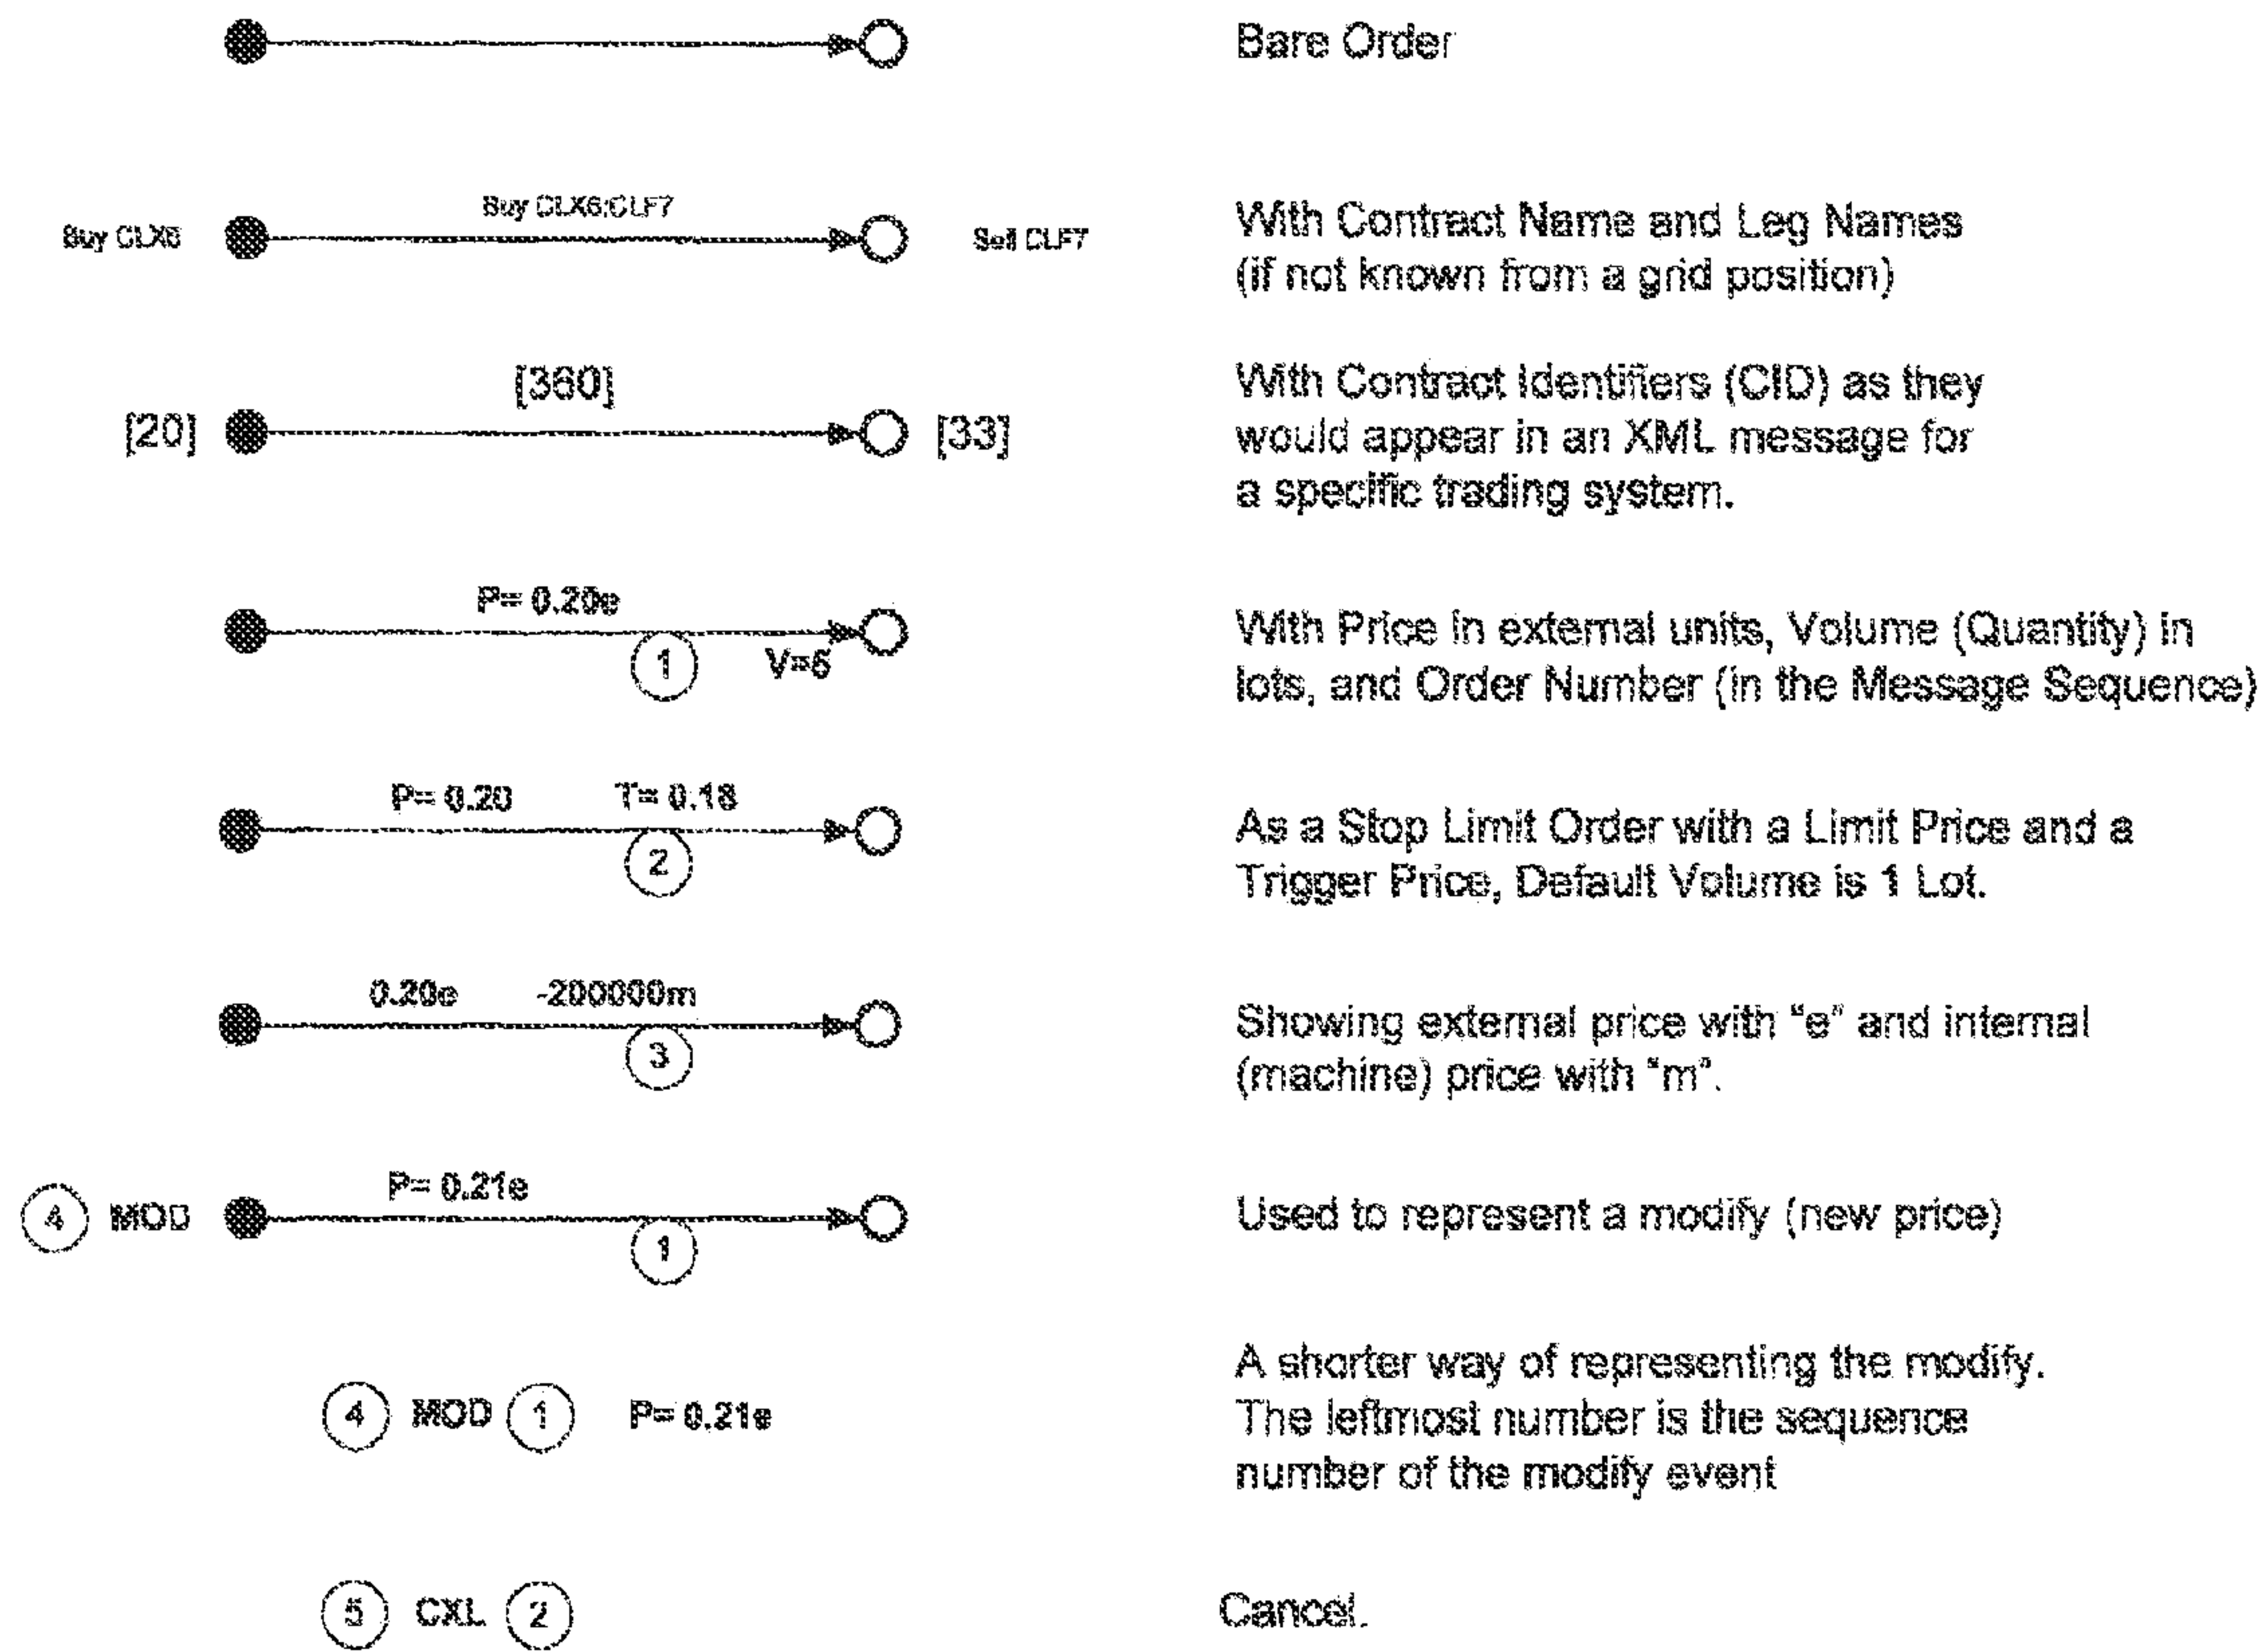 Bare Order
Buy CLX6:CLF7
Buy CLX6
Sell CLF7
With Contract Name and Leg Names
(if not known from a grid position)
[360]
[20]
[33]
With Contract Identifiers (CID) as they
would appear in an XML message for
a specific trading system.
P= 0.20e
1
With Price in external units, Volume (Quantity) in
lots, and Order Number (in the Message Sequence)
P= 0.20 T= 0.18
2
As a Stop Limit Order with a Limit Price and a
Trigger Price, Default Volume is 1 Lot.
0.20e -200000m
3
Showing external price with "e" and internal
(machine) price with "m".
4 MOD
P= 0.21e
1
Used to represent a modify (new price)
4 MOD 1 P= 0.21e
A shorter way of representing the modify.
The leftmost number is the sequence
number of the modify event
5 CXL 2
Cancel.